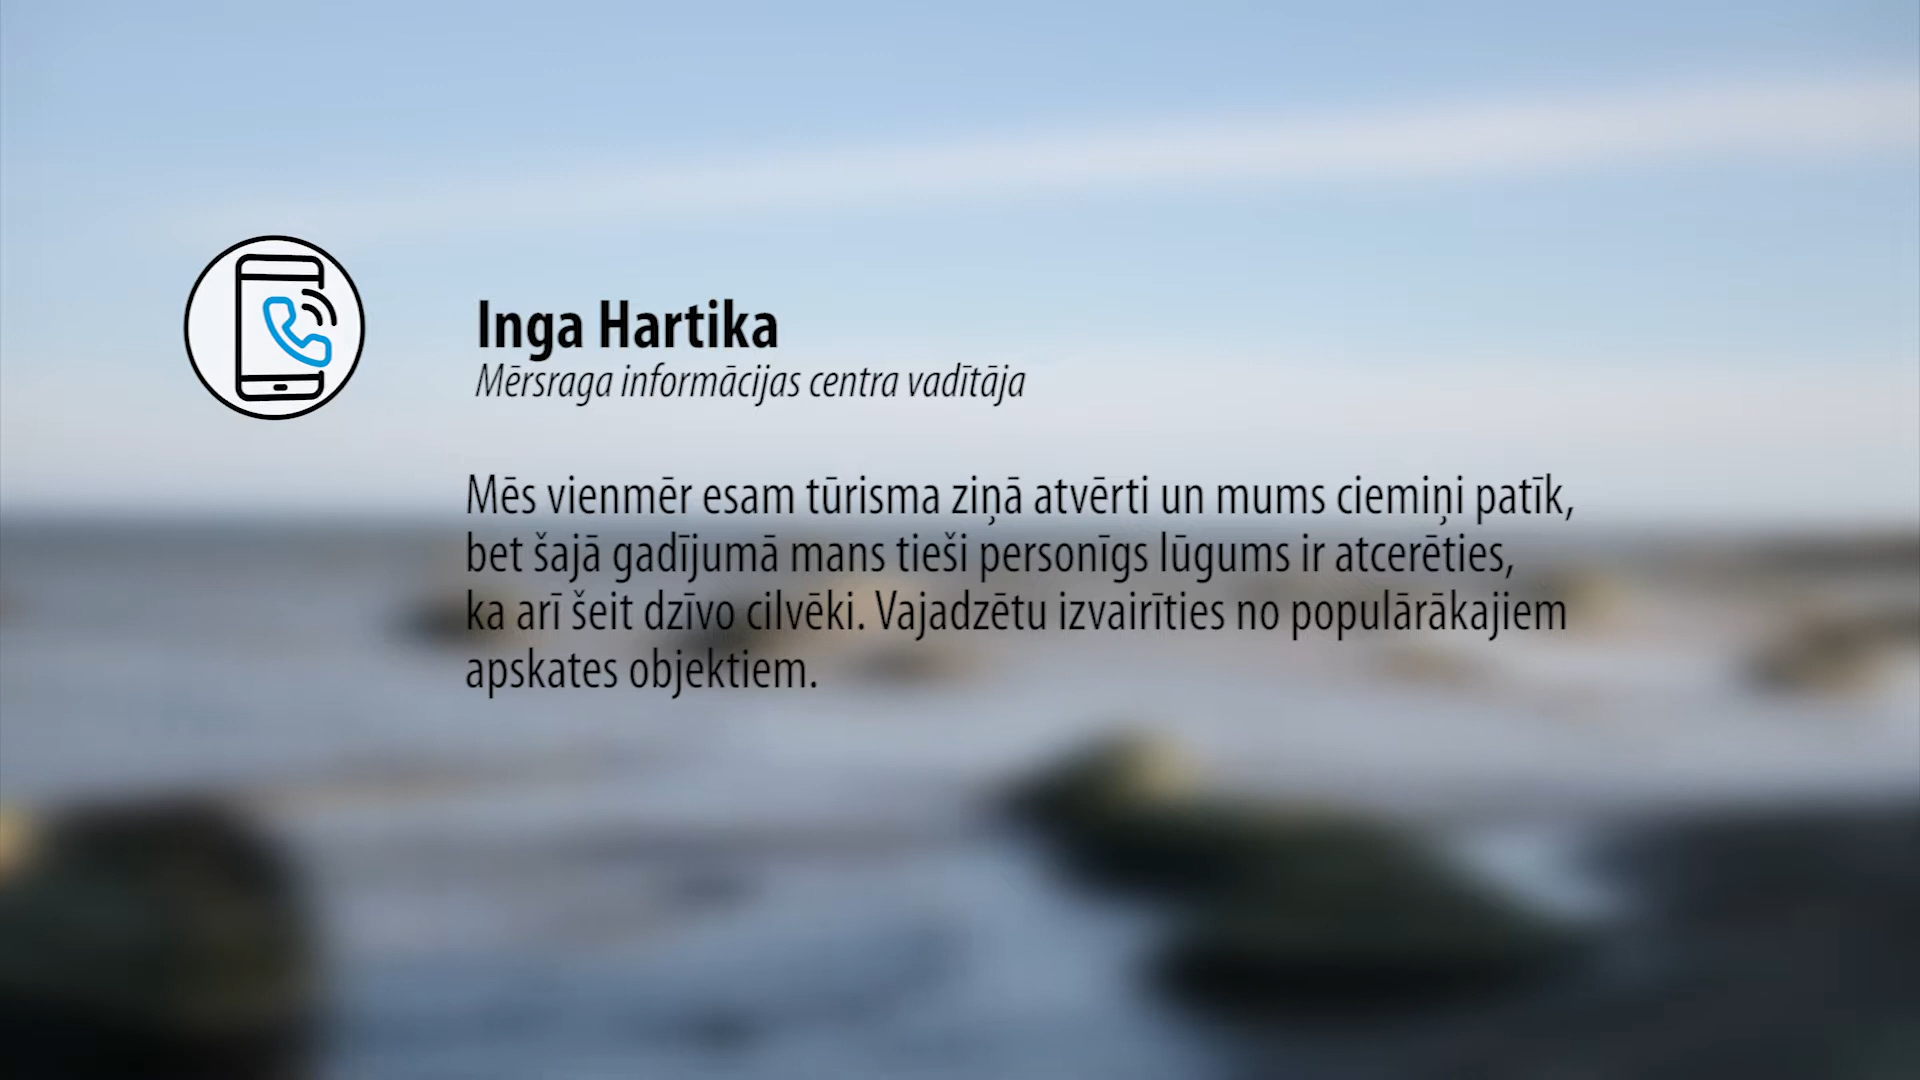 Inga Hartika
Mērsraga informācijas centra vadītāja
Mēs vienmēr esam tūrisma ziņā atvērti un mums ciemiņi patīk,
bet šajā gadījumā mans tieši personīgs lūgums ir atcerēties,
ka arī šeit dzīvo cilvēki. Vajadzētu izvairīties no populārākajiem
apskates objektiem.